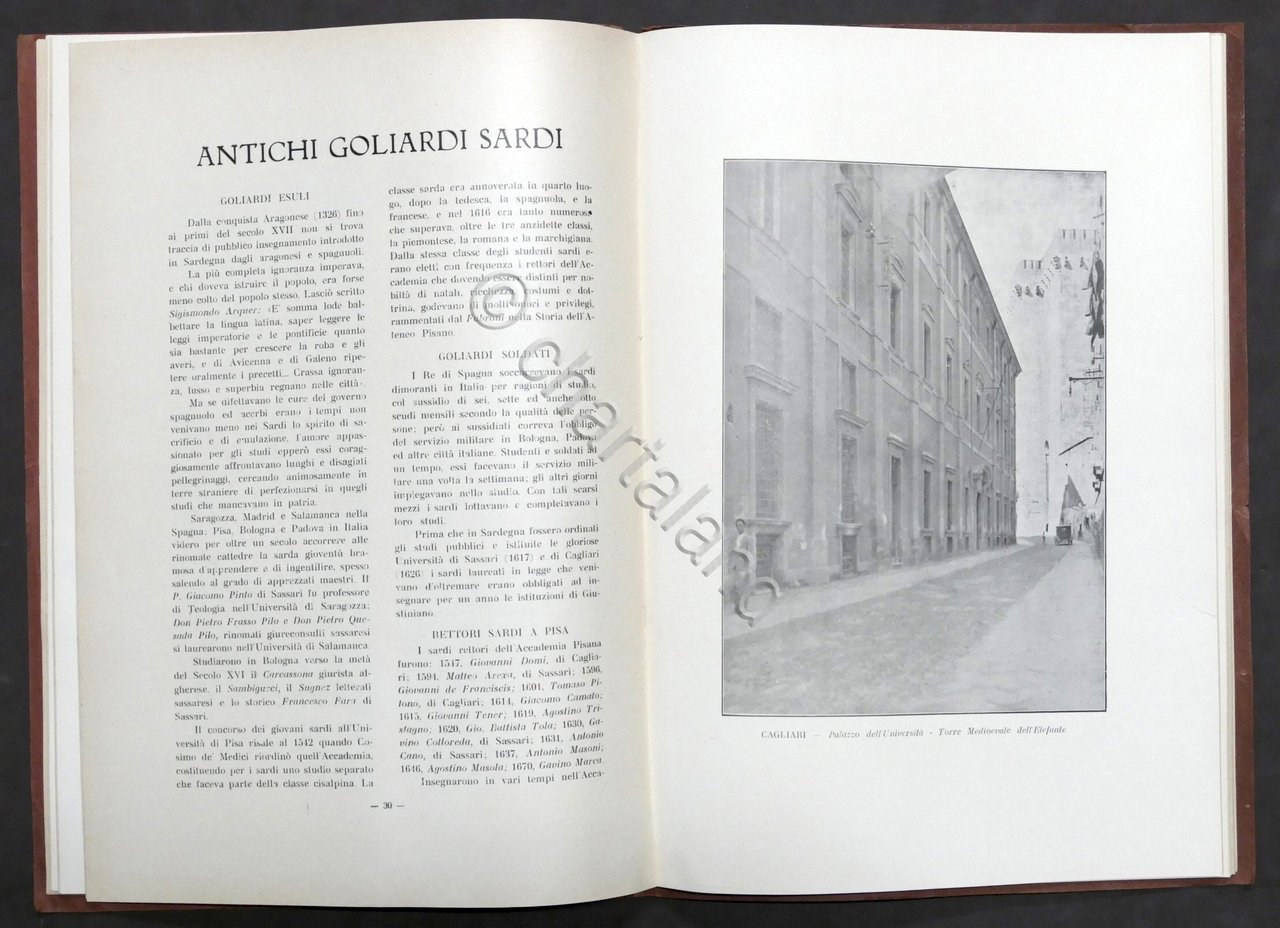 ANTICHI GOLIARDI SARDI
GOLIARDI ESULI
Dalla conquista Aragonese (1326) fino
ai primi del secolo XVII non si trova
traccia di pubblico insegnamento introdotto
in Sardegna dagli aragonesi e spagnuoli.
La più completa ignoranza imperava,
e chi doveva istruire il popolo, era forse
meno colto del popolo stesso. Lasciò scritto
Sigismondo Arquer: «E' somma lode bal-
bettare la lingua latina, saper leggere le
leggi imperatorie e le pontificie quanto
sia bastante per crescere la roba e gli
averi, e di Avicenna e di Galeno ripe-
tere oralmente i precetti... Crassa ignoran-
za, lusso e superbia regnano nelle città».
Ma se difettavano le cure del governo
spagnuolo ed acerbi erano i tempi non
venivano meno nei Sardi lo spirito di sa-
crificio e di emulazione, l'amore appas-
sionato per gli studi epperò essi corag-
giosamente affrontavano lunghi e disagiati
pellegrinaggi, cercando animosamente in
terre straniere di perfezionarsi in quegli
studi che mancavano in patria.
Saragozza, Madrid e Salamanca nella
Spagna; Pisa, Bologna e Padova in Italia
videro per oltre un secolo accorrere alle
rinomate cattedre la sarda gioventù bra-
mosa d'apprendere e di ingentilire, spesso
salendo al grado di apprezzati maestri. Il
P. Giacomo Pinto di Sassari fu professore
di Teologia nell'Università di Saragozza;
Don Pietro Frasso Pilo e Don Pietro Que-
sada Pilo, rinomati giureconsulti sassaresi
si laurearono nell'Università di Salamanca.
Studiarono in Bologna verso la metà
del Secolo XVI il Carcassona giurista al-
gherese, il Sambigucci, il Sugnez letterati
sassaresi e lo storico Francesco Fara di
Sassari.
Il concorso dei giovani sardi all'Uni-
versità di Pisa risale al 1542 quando Co-
simo de' Medici riordinò quell'Accademia,
costituendo per i sardi uno studio separato
che faceva parte della classe cisalpina. La
classe sarda era annoverata in quarto luo-
go, dopo la tedesca, la spagnuola, e la
francese, e nel 1616 era tanto numerosa
che superava, oltre le tre anzidette classi,
la piemontese, la romana e la marchigiana.
Dalla stessa classe degli studenti sardi e-
rano eletti con frequenza i rettori dell'Ac-
cademia che dovendo essere distinti per no-
biltà di natali, ricchezza, costumi e dot-
trina, godevano di molti onori e privilegi,
rammentati dal Fabroni nella Storia dell'A-
teneo Pisano.
GOLIARDI SOLDATI
I Re di Spagna soccorrevano i sardi
dimoranti in Italia per ragioni di studio,
col sussidio di sei, sette ed anche otto
scudi mensili secondo la qualità delle per-
sone; però ai sussidiati correva l'obbligo
del servizio militare in Bologna, Padova
ed altre città italiane. Studenti e soldati ad
un tempo, essi facevano il servizio mili-
tare una volta la settimana; gli altri giorni
impiegavano nello studio. Con tali scarsi
mezzi i sardi lottavano e completavano i
loro studi.
Prima che in Sardegna fossero ordinati
gli studi pubblici e istituite le gloriose
Università di Sassari (1617) e di Cagliari
(1626) i sardi laureati in legge che veni-
vano d'oltremare erano obbligati ad in-
segnare per un anno le istituzioni di Giu-
stiniano.
RETTORI SARDI A PISA
I sardi rettori dell'Accademia Pisana
furono: 1547, Giovanni Domi, di Caglia-
ri; 1594, Matteo Arexa, di Sassari; 1596,
Giovanni de Franciscis; 1601, Tomaso Pi-
tono, di Cagliari; 1614, Giacomo Camato;
1615, Giovanni Tener; 1619, Agostino Tri-
stagno; 1620, Gio. Battista Tola; 1630, Ga-
vino Colloreda, di Sassari; 1631, Antonio
Cano, di Sassari; 1637, Antonio Masoni;
1646, Agostino Masola; 1670, Gavino Marca.
Insegnarono in vari tempi nell'Acca-
— 30 —
CAGLIARI — Palazzo dell'Università - Torre Medioevale dell'Elefante
© chartalano